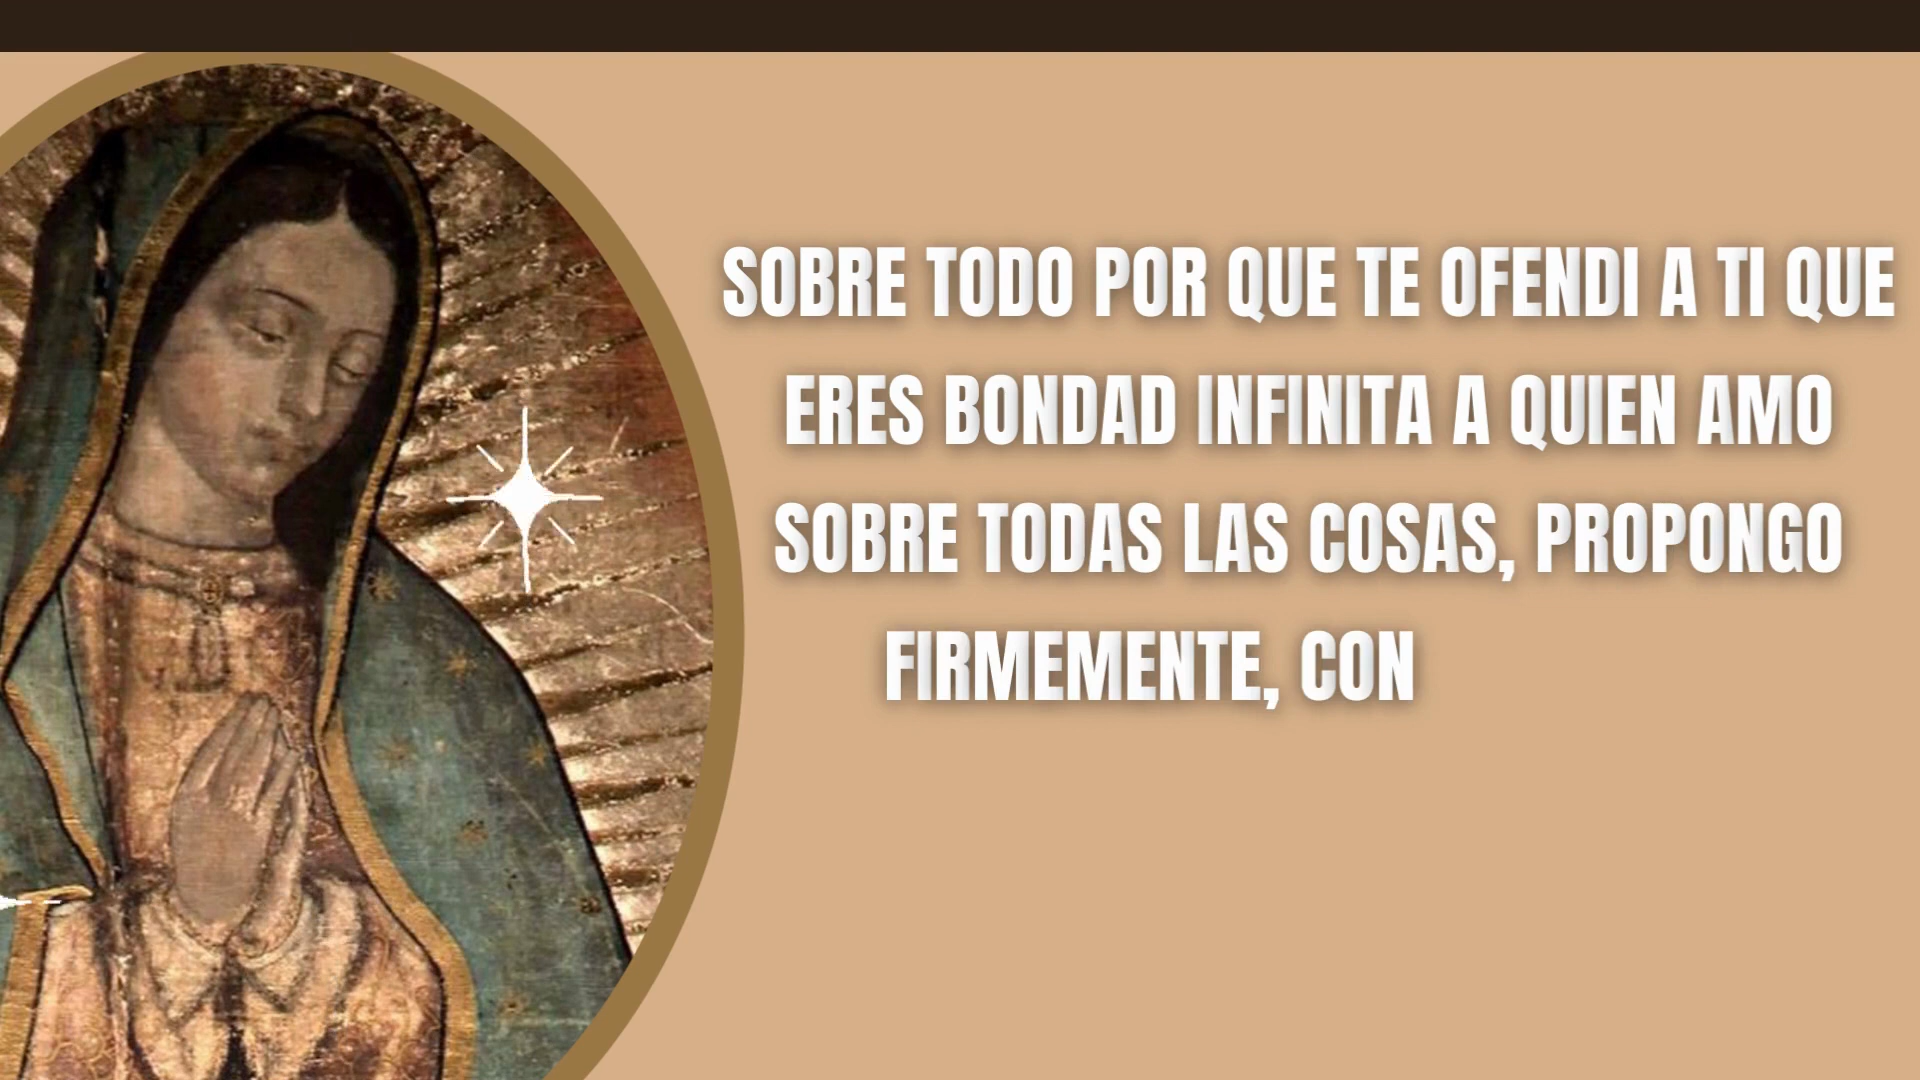 SOBRE TODO POR QUE TE OFENDI A TI QUE
ERES BONDAD INFINITA A QUIEN AMO
SOBRE TODAS LAS COSAS, PROPONGO
FIRMEMENTE, CON